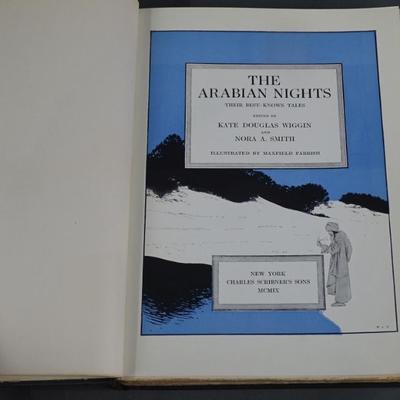 THE
ARABIAN NIGHTS
THEIR BEST-KNOWN TALES
EDITED BY
KATE DOUGLAS WIGGIN
AND
NORA A. SMITH
ILLUSTRATED BY MAXFIELD PARRISH
NEW YORK
CHARLES SCRIBNER'S SONS
MCMIX